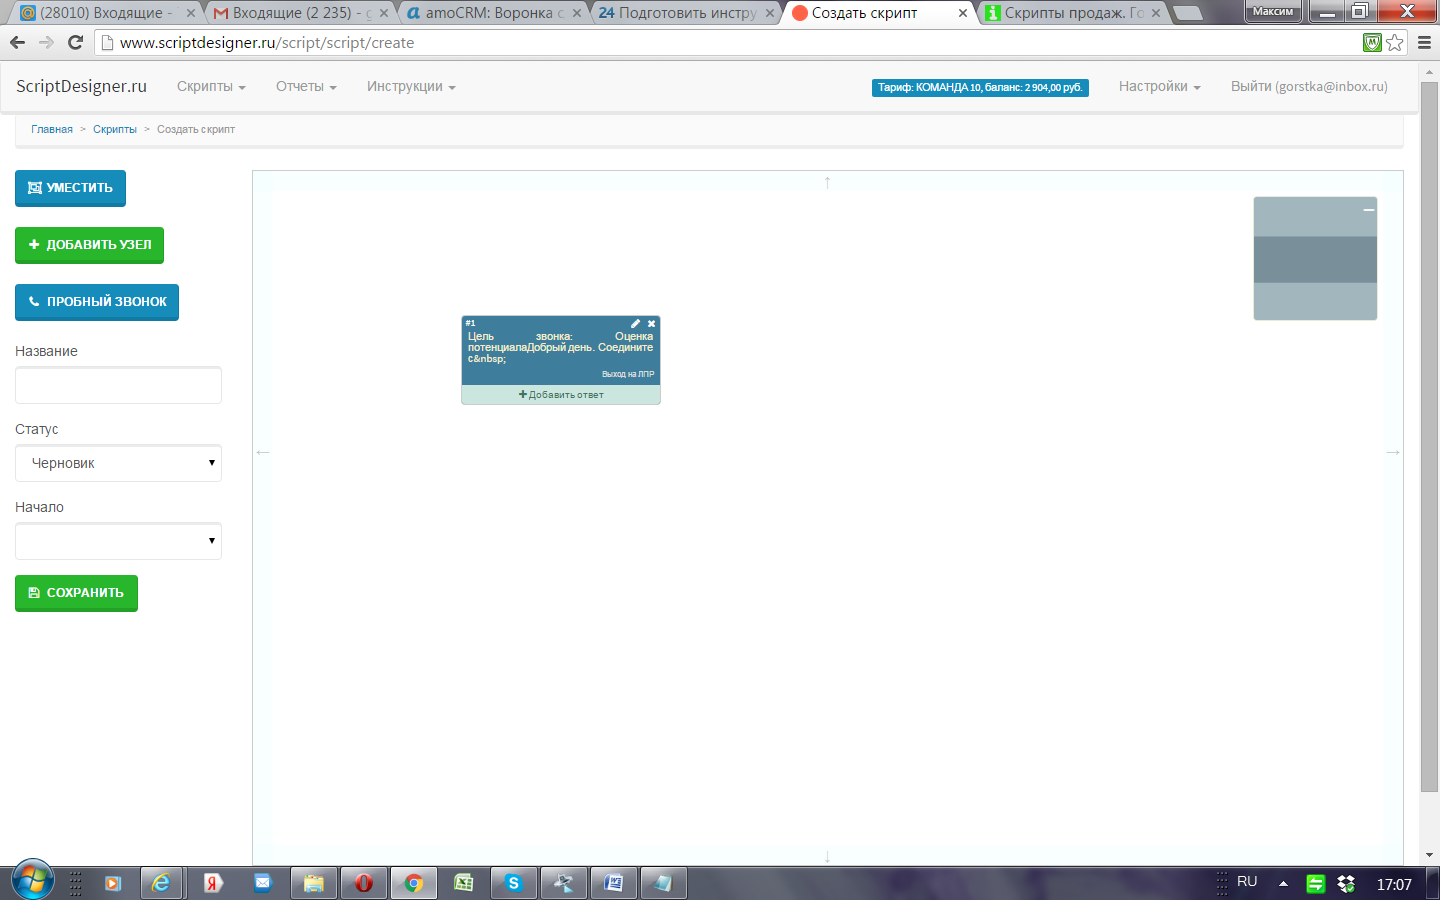 (28010) Входящие -
Входящие (2 235) - g
amoCRM: Воронка с
24 Подготовить инстру
Создать скрипт
Скрипты продаж. Го
Максим
www.scriptdesigner.ru/script/script/create
ScriptDesigner.ru
Скрипты
Отчеты
Инструкции
Тариф: КОМАНДА 10, баланс: 2 904,00 руб.
Настройки
Выйти (gorstka@inbox.ru)
Главная > Скрипты > Создать скрипт
УМЕСТИТЬ
ДОБАВИТЬ УЗЕЛ
ПРОБНЫЙ ЗВОНОК
Название
Статус
Черновик
Начало
СОХРАНИТЬ
#1
Цель звонка: Оценка
потенциалаДобрый день. Соедините
с&nbsp;
Выход на ЛПР
Добавить ответ
RU
17:07